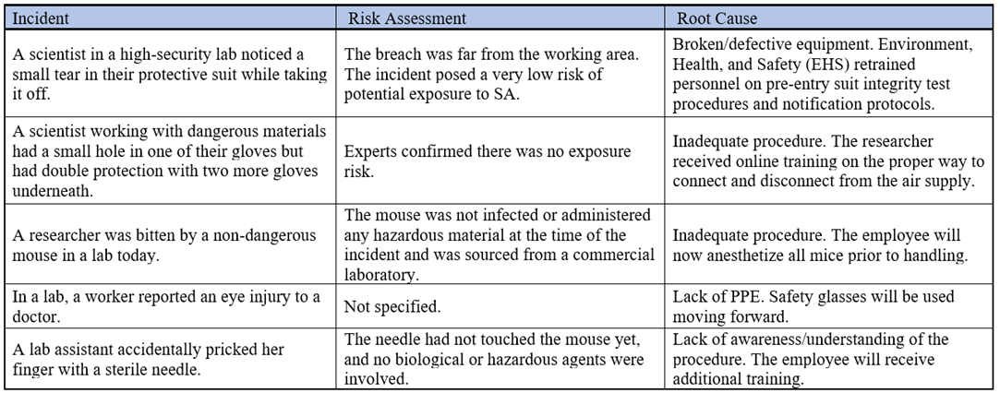 Incident
Risk Assessment
Root Cause
A scientist in a high-security lab noticed a
small tear in their protective suit while taking
it off.
The breach was far from the working area.
The incident posed a very low risk of
potential exposure to SA.
Broken/defective equipment. Environment,
Health, and Safety (EHS) retrained
personnel on pre-entry suit integrity test
procedures and notification protocols.
A scientist working with dangerous materials
had a small hole in one of their gloves but
had double protection with two more gloves
underneath.
Experts confirmed there was no exposure
risk.
Inadequate procedure. The researcher
received online training on the proper way to
connect and disconnect from the air supply.
A researcher was bitten by a non-dangerous
mouse in a lab today.
The mouse was not infected or administered
any hazardous material at the time of the
incident and was sourced from a commercial
laboratory.
Inadequate procedure. The employee will
now anesthetize all mice prior to handling.
In a lab, a worker reported an eye injury to a
doctor.
Not specified.
Lack of PPE. Safety glasses will be used
moving forward.
A lab assistant accidentally pricked her
finger with a sterile needle.
The needle had not touched the mouse yet,
and no biological or hazardous agents were
involved.
Lack of awareness/understanding of the
procedure. The employee will receive
additional training.